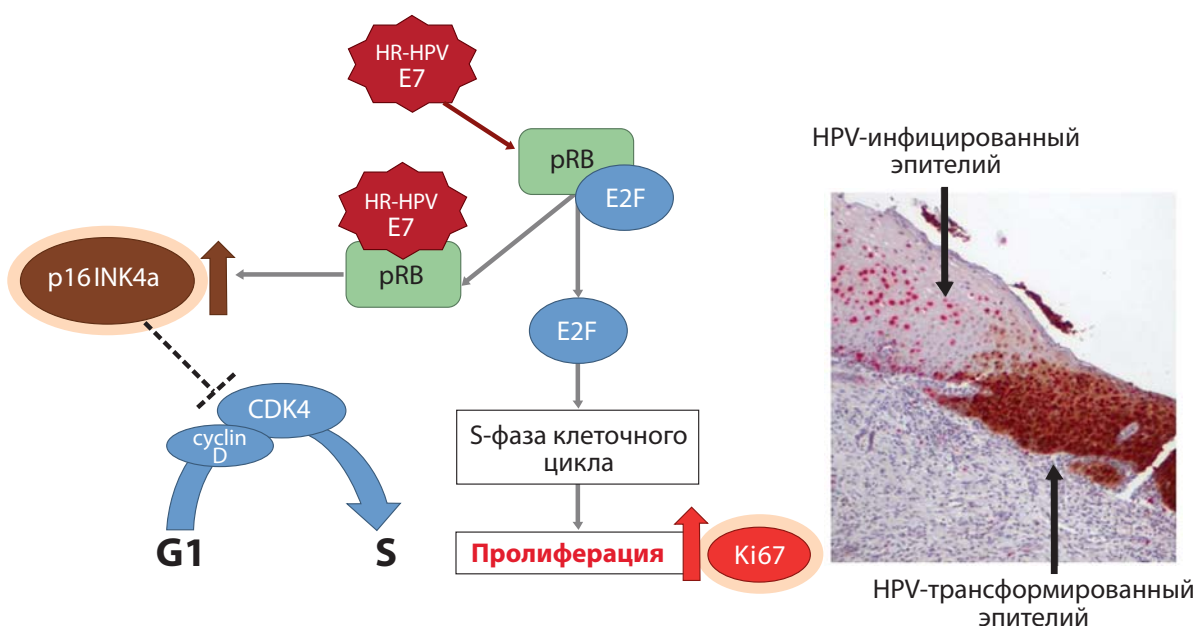 HR-HPV
E7
pRB
E2F
HR-HPV
E7
pRB
p16INK4a
E2F
CDK4
cyclin
D
G1
S
S-фаза клеточного
цикла
Пролиферация
Ki67
HPV-инфицированный
эпителий
HPV-трансформированный
эпителий